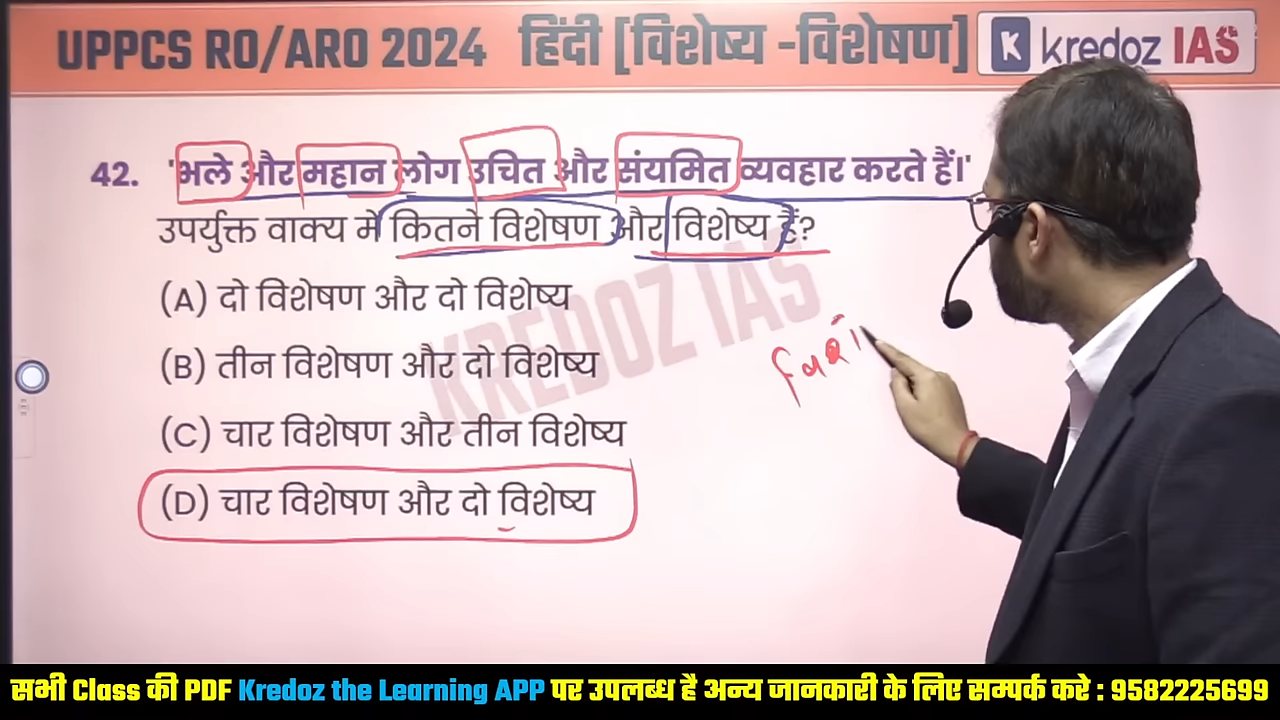 UPPCS RO/ARO 2024 हिंदी [विशेष्य -विशेषण]
K kredoz IAS
42. 'भले और महान लोग उचित और संयमित व्यवहार करते हैं।'
उपर्युक्त वाक्य में कितने विशेषण और विशेष्य हैं?
(A) दो विशेषण और दो विशेष्य
(B) तीन विशेषण और दो विशेष्य
(C) चार विशेषण और तीन विशेष्य
(D) चार विशेषण और दो विशेष्य
KREDOZ IAS
सभी Class की PDF Kredoz the Learning APP पर उपलब्ध है अन्य जानकारी के लिए सम्पर्क करे : 9582225699